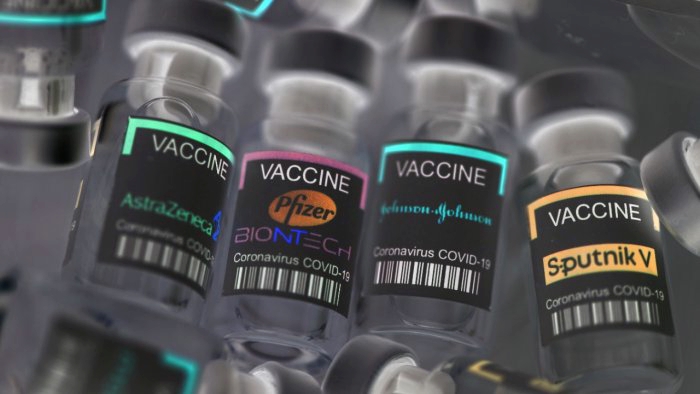 VACCINE
AstraZeneca
Coronavirus COVID-19
VACCINE
Pfizer
BIONTECH
Coronavirus COVID-19
VACCINE
Johnson & Johnson
Coronavirus COVID-19
VACCINE
Sputnik V
Coronavirus COVID-19